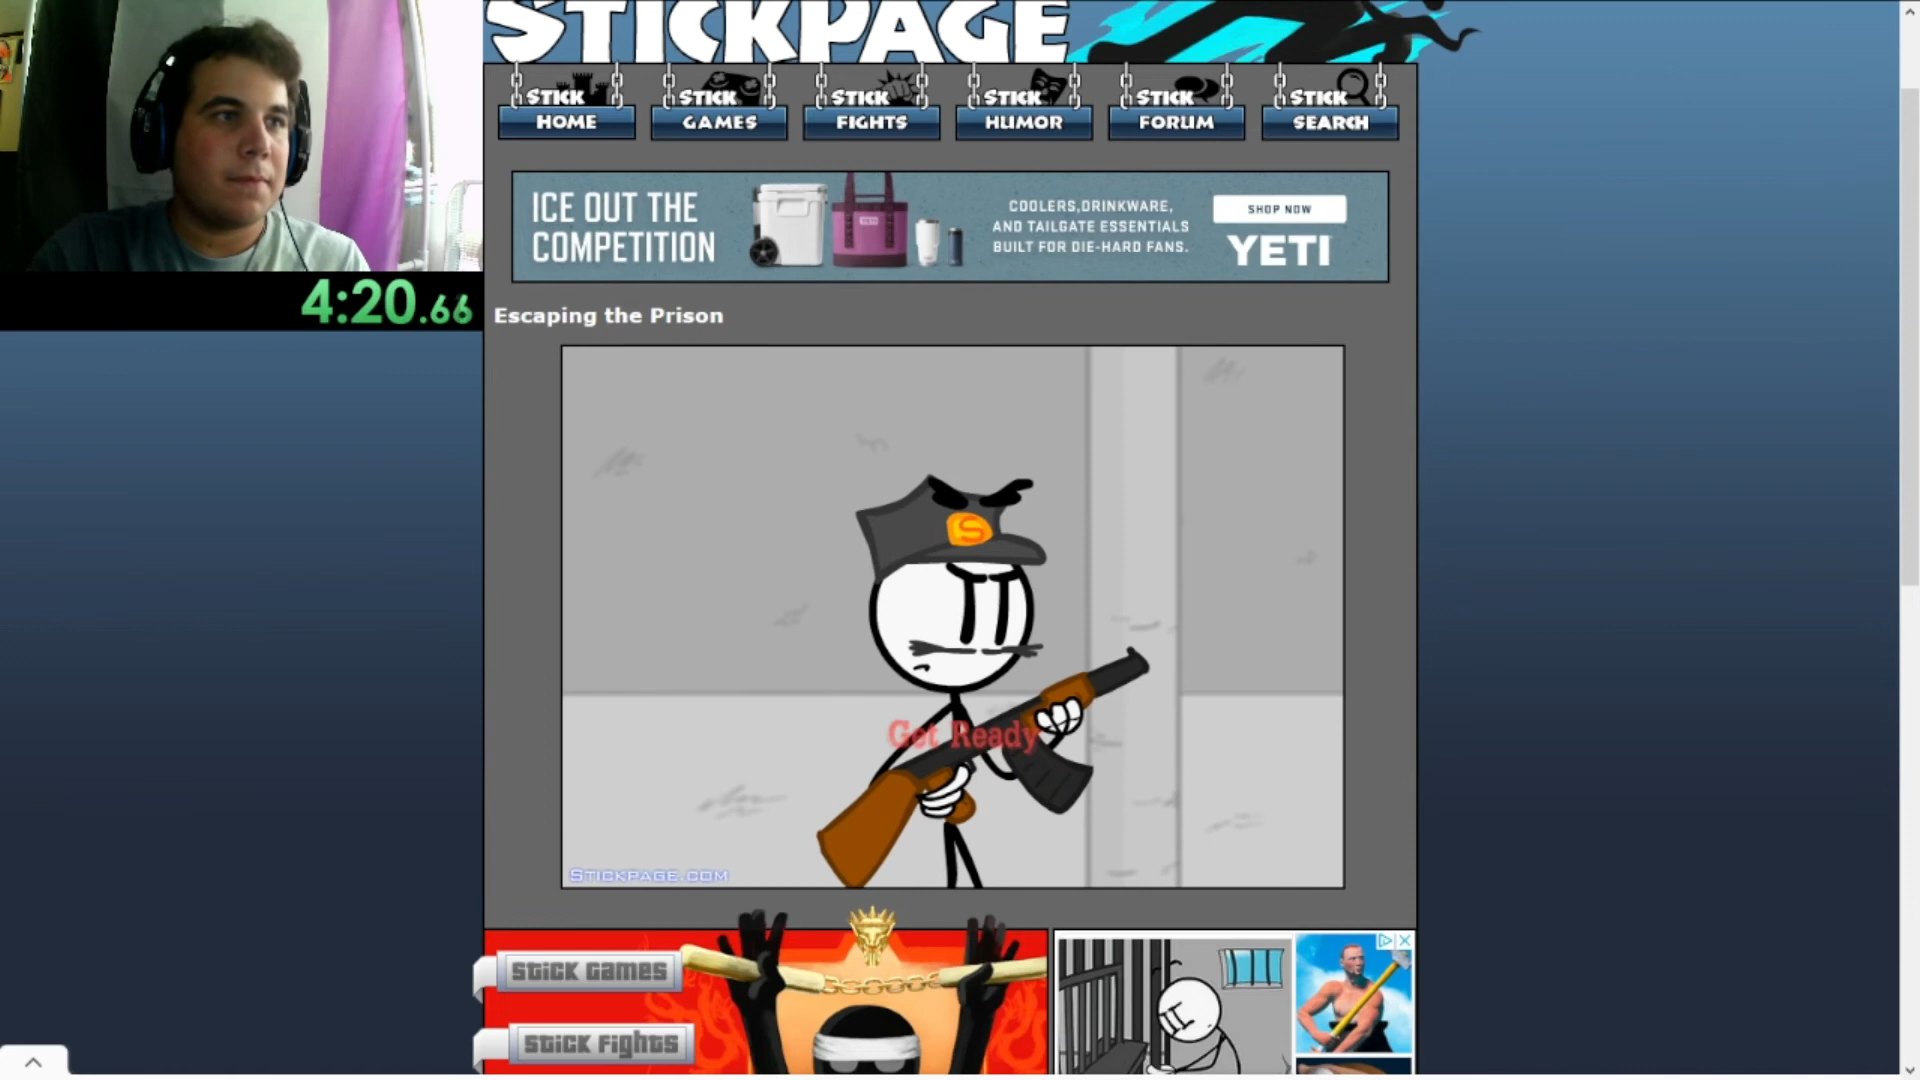 STICKPAGE
STICK HOME
STICK GAMES
STICK FIGHTS
STICK HUMOR
STICK FORUM
STICK SEARCH
ICE OUT THE
COMPETITION
YETI
COOLERS,DRINKWARE,
AND TAILGATE ESSENTIALS
BUILT FOR DIE-HARD FANS.
SHOP NOW
YETI
4:20.66
Escaping the Prison
S
Get Ready
STICKPAGE.COM
STICK GAMES
STICK FIGHTS